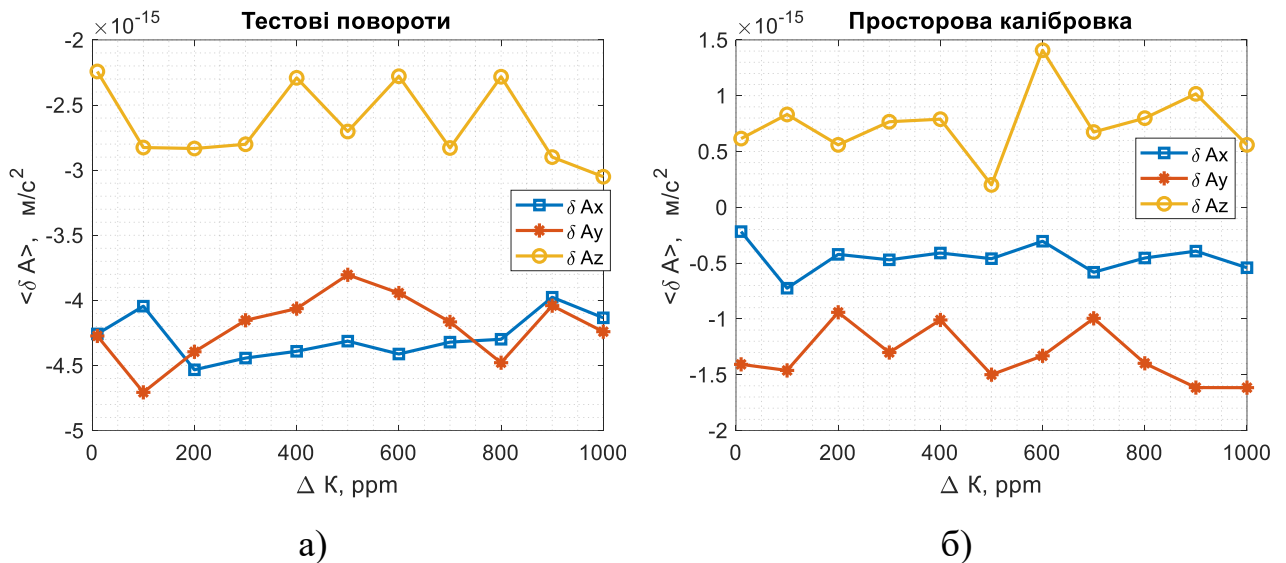 Тестові повороти
×10^-15
-2
-2.5
-3
-3.5
-4
-4.5
-5
<δ A>, м/с^2
δ Ax
δ Ay
δ Az
0 200 400 600 800 1000
Δ К, ppm
а)
Просторова калібровка
×10^-15
1.5
1
0.5
0
-0.5
-1
-1.5
-2
<δ A>, м/с^2
δ Ax
δ Ay
δ Az
0 200 400 600 800 1000
Δ К, ppm
б)